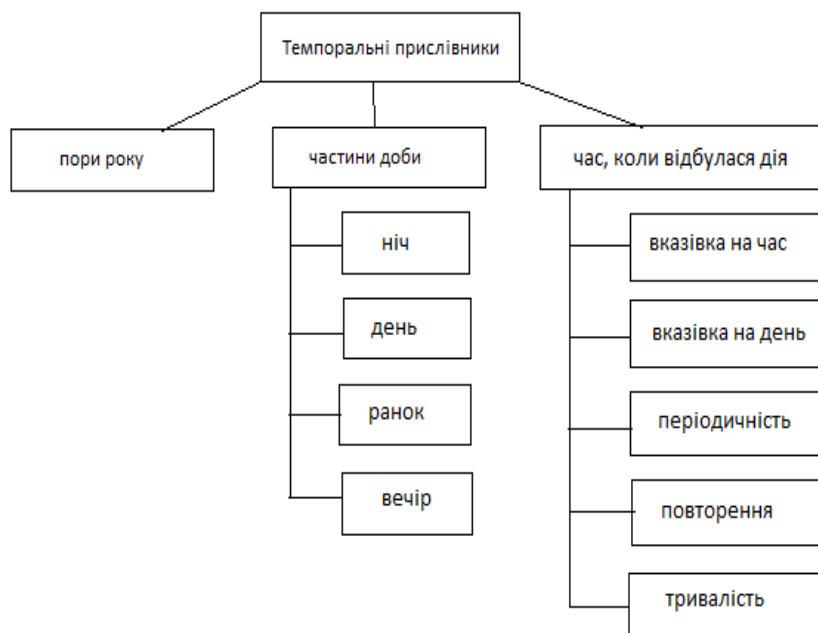 Темпоральні прислівники
пори року
частини доби
час, коли відбулася дія
ніч
день
ранок
вечір
вказівка на час
вказівка на день
періодичність
повторення
тривалість